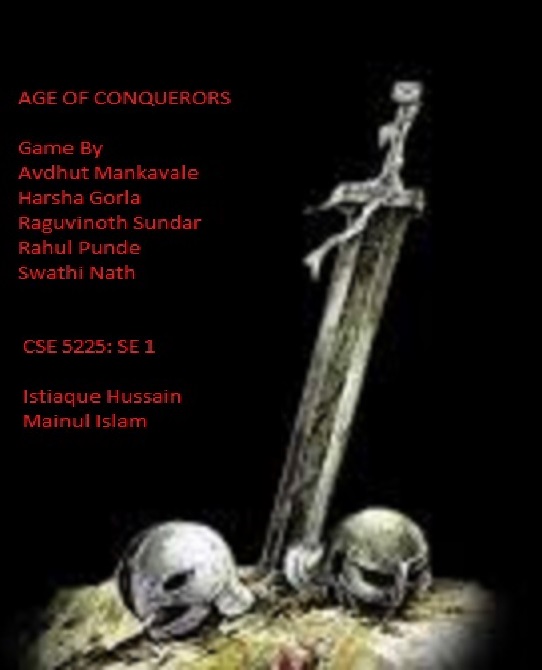 AGE OF CONQUERORS
Game By
Avdhut Mankavale
Harsha Gorla
Raguvinoth Sundar
Rahul Punde
Swathi Nath
CSE 5225: SE 1
Istiaque Hussain
Mainul Islam